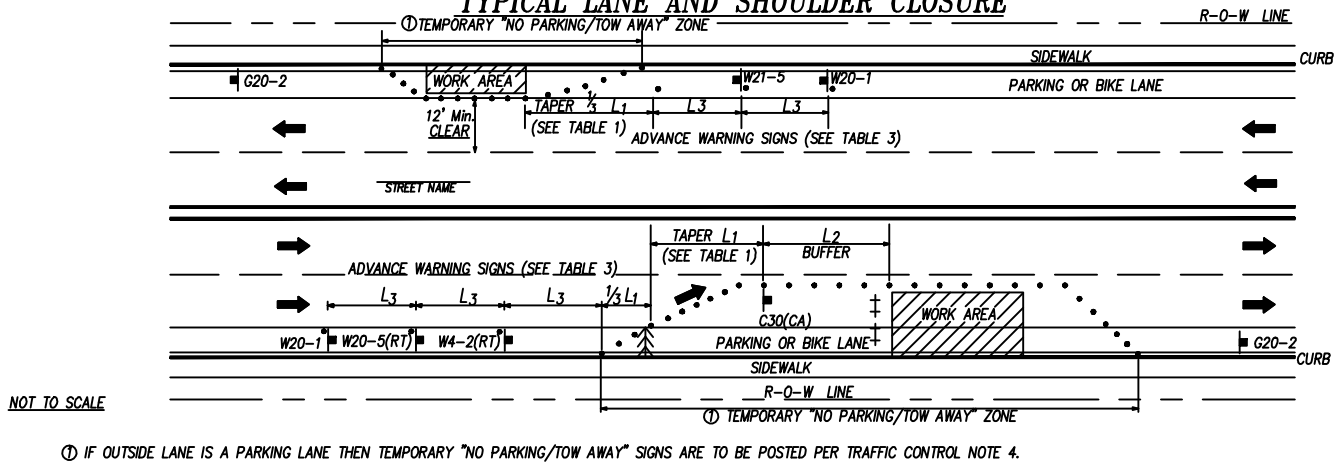 TYPICAL LANE AND SHOULDER CLOSURE
① TEMPORARY "NO PARKING/TOW AWAY" ZONE
R-O-W LINE
SIDEWALK
CURB
G20-2
WORK AREA
W21-5
W20-1
PARKING OR BIKE LANE
12' Min.
CLEAR
TAPER 1/3 L1
(SEE TABLE 1)
L3
L3
ADVANCE WARNING SIGNS (SEE TABLE 3)
STREET NAME
TAPER L1
(SEE TABLE 1)
L2
BUFFER
ADVANCE WARNING SIGNS (SEE TABLE 3)
L3
L3
L3
1/3 L1
C30(CA)
WORK AREA
W20-1
W20-5(RT)
W4-2(RT)
PARKING OR BIKE LANE
G20-2
CURB
SIDEWALK
R-O-W LINE
NOT TO SCALE
① TEMPORARY "NO PARKING/TOW AWAY" ZONE
① IF OUTSIDE LANE IS A PARKING LANE THEN TEMPORARY "NO PARKING/TOW AWAY" SIGNS ARE TO BE POSTED PER TRAFFIC CONTROL NOTE 4.